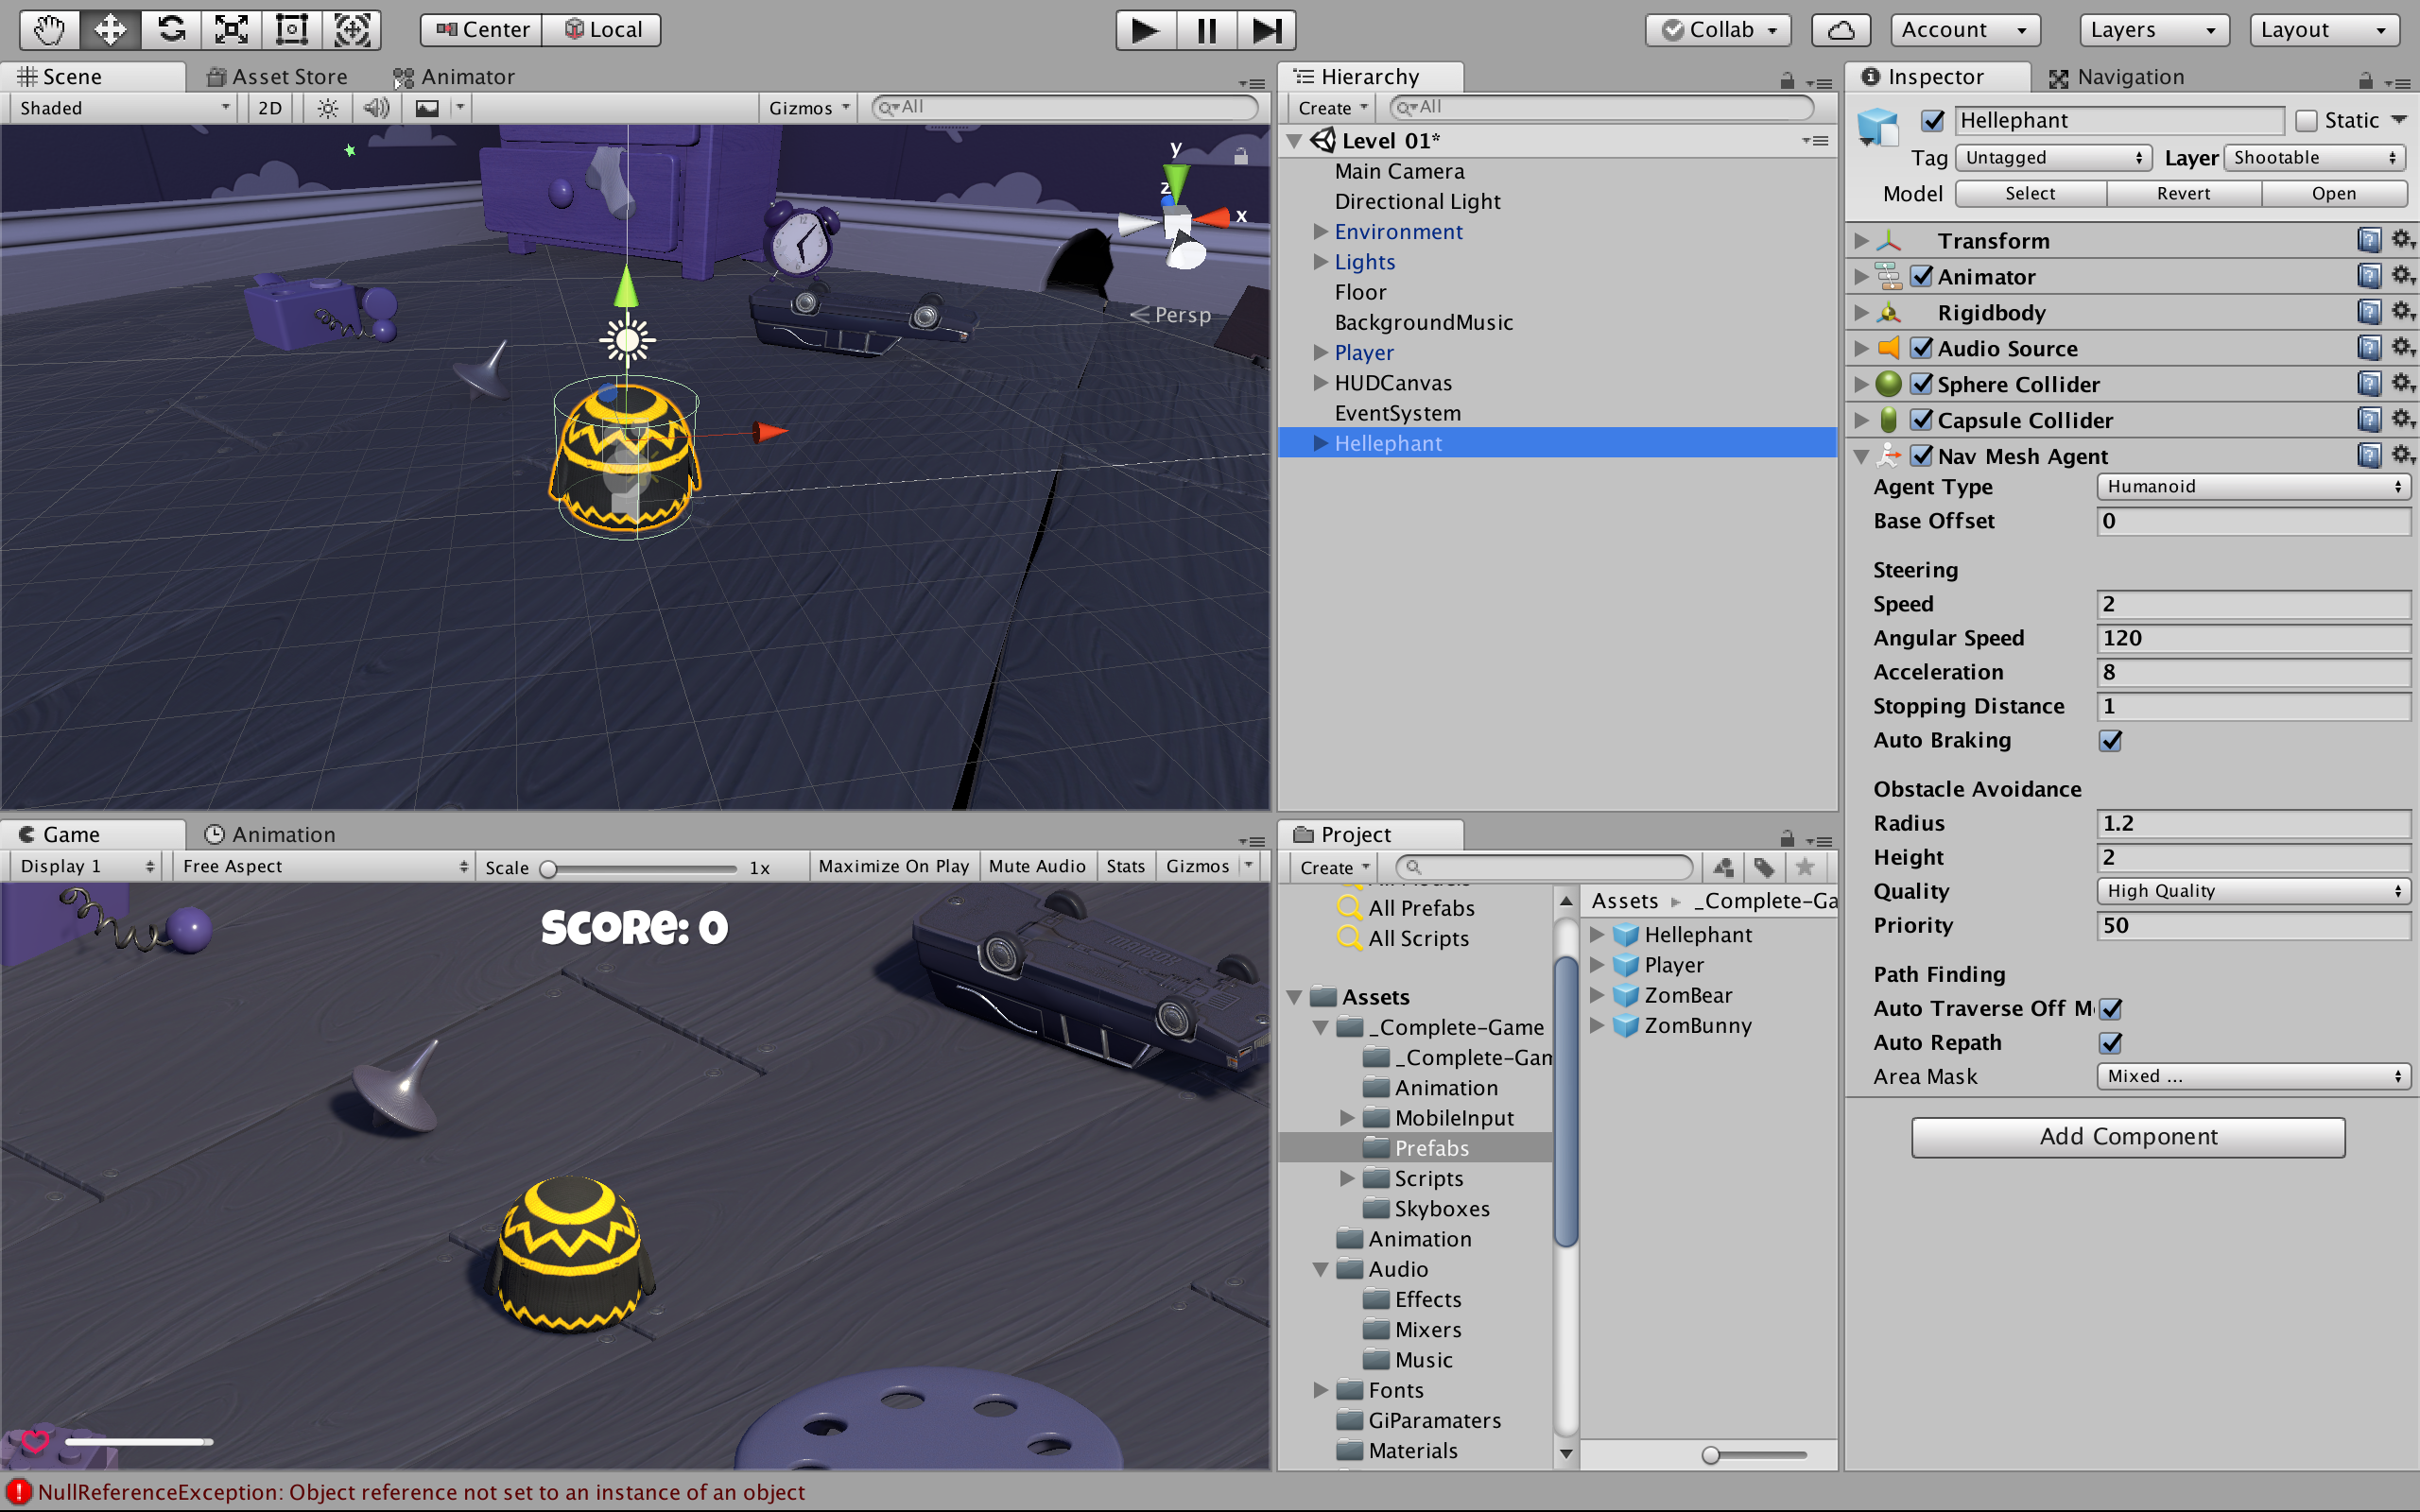 Center Local Collab Account Layers Layout
Scene Asset Store Animator
Shaded 2D Gizmos All
y
z
x
Persp
Hierarchy
Create All
Level 01*
Main Camera
Directional Light
Environment
Lights
Floor
BackgroundMusic
Player
HUDCanvas
EventSystem
Hellephant
Inspector Navigation
Hellephant Static
Tag Untagged Layer Shootable
Model Select Revert Open
Transform
Animator
Rigidbody
Audio Source
Sphere Collider
Capsule Collider
Nav Mesh Agent
Agent Type Humanoid
Base Offset 0
Steering
Speed 2
Angular Speed 120
Acceleration 8
Stopping Distance 1
Auto Braking
Obstacle Avoidance
Radius 1.2
Height 2
Quality High Quality
Priority 50
Path Finding
Auto Traverse Off M
Auto Repath
Area Mask Mixed ...
Add Component
Game Animation
Display 1 Free Aspect Scale 1x Maximize On Play Mute Audio Stats Gizmos
SCORE: 0
Project
Create
All Prefabs
All Scripts
Assets
_Complete-Game
_Complete-Gam
Animation
MobileInput
Prefabs
Scripts
Skyboxes
Animation
Audio
Effects
Mixers
Music
Fonts
GiParamaters
Materials
Assets _Complete-Ga
Hellephant
Player
ZomBear
ZomBunny
NullReferenceException: Object reference not set to an instance of an object